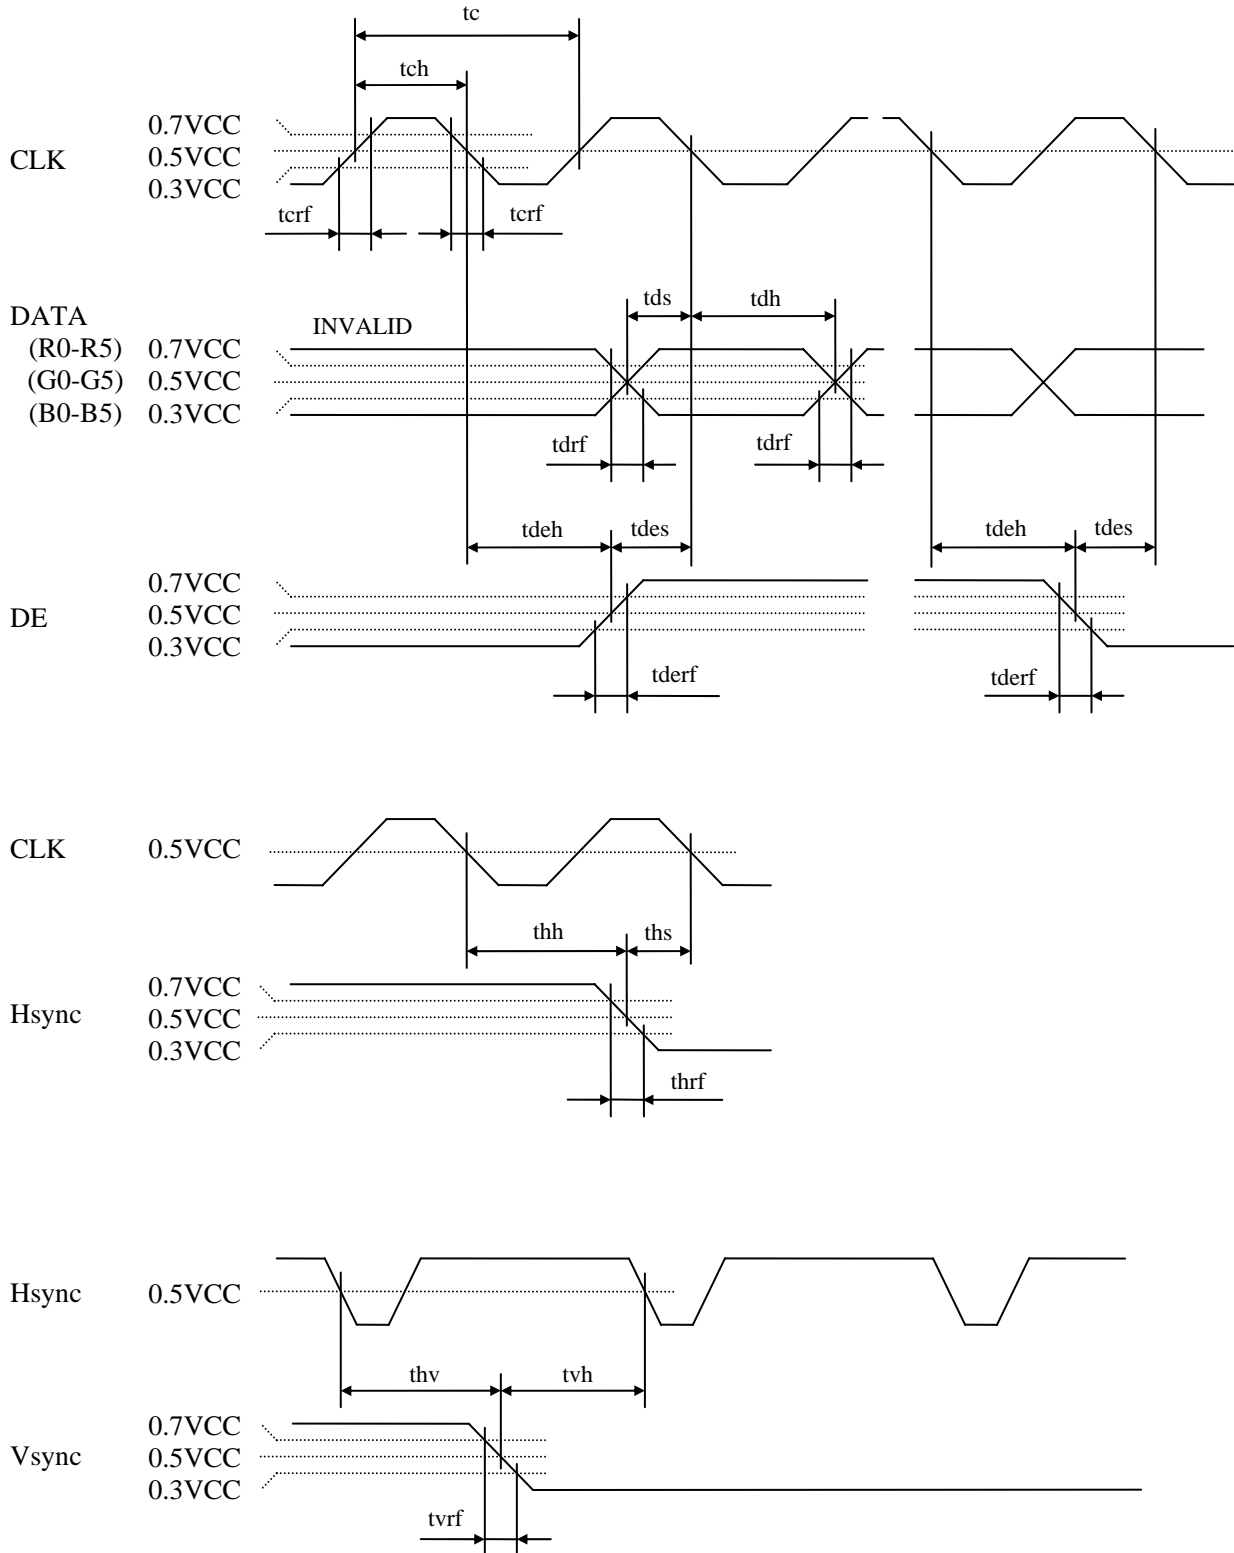 tc
tch
0.7VCC
CLK 0.5VCC
0.3VCC
tcrf tcrf
DATA tds tdh
INVALID
(R0-R5) 0.7VCC
(G0-G5) 0.5VCC
(B0-B5) 0.3VCC
tdrf tdrf
tdeh tdes tdeh tdes
0.7VCC
DE 0.5VCC
0.3VCC
tderf tderf
CLK 0.5VCC
thh ths
0.7VCC
Hsync 0.5VCC
0.3VCC
thrf
Hsync 0.5VCC
thv tvh
0.7VCC
Vsync 0.5VCC
0.3VCC
tvrf